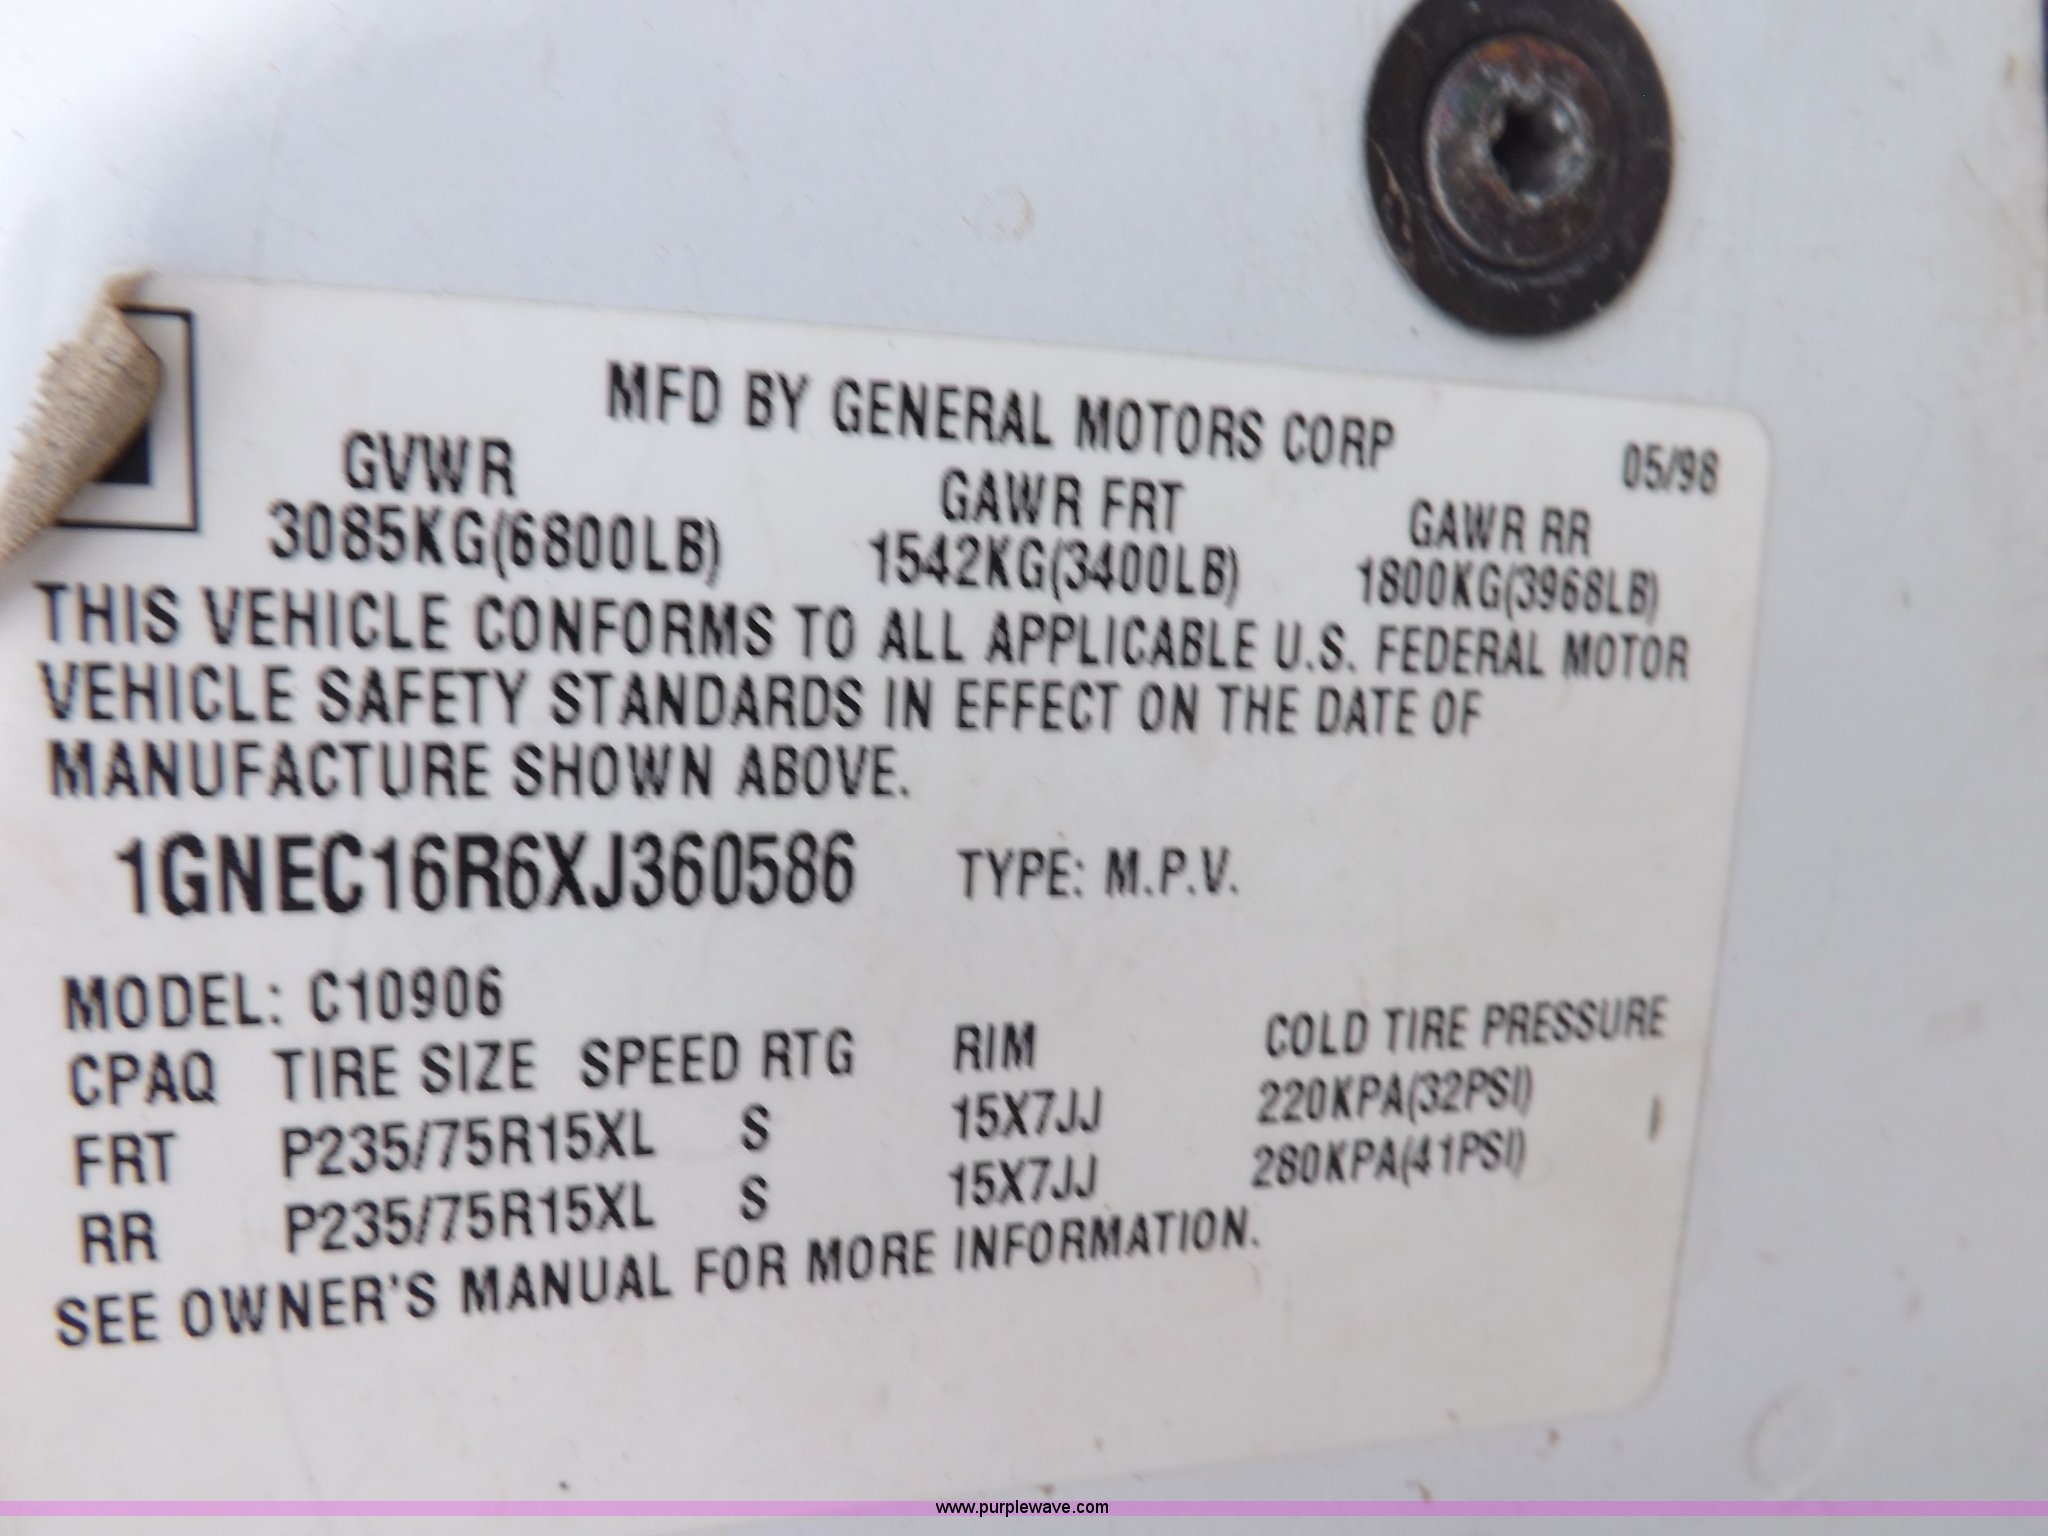 MFD BY GENERAL MOTORS CORP 05/98
GVWR GAWR FRT GAWR RR
3085KG(6800LB) 1542KG(3400LB) 1800KG(3968LB)
THIS VEHICLE CONFORMS TO ALL APPLICABLE U.S. FEDERAL MOTOR
VEHICLE SAFETY STANDARDS IN EFFECT ON THE DATE OF
MANUFACTURE SHOWN ABOVE.
1GNEC16R6XJ360586 TYPE: M.P.V.
MODEL: C10906
CPAQ TIRE SIZE SPEED RTG RIM COLD TIRE PRESSURE
FRT P235/75R15XL S 15X7JJ 220KPA(32PSI)
RR P235/75R15XL S 15X7JJ 280KPA(41PSI)
SEE OWNER'S MANUAL FOR MORE INFORMATION.
www.purplewave.com